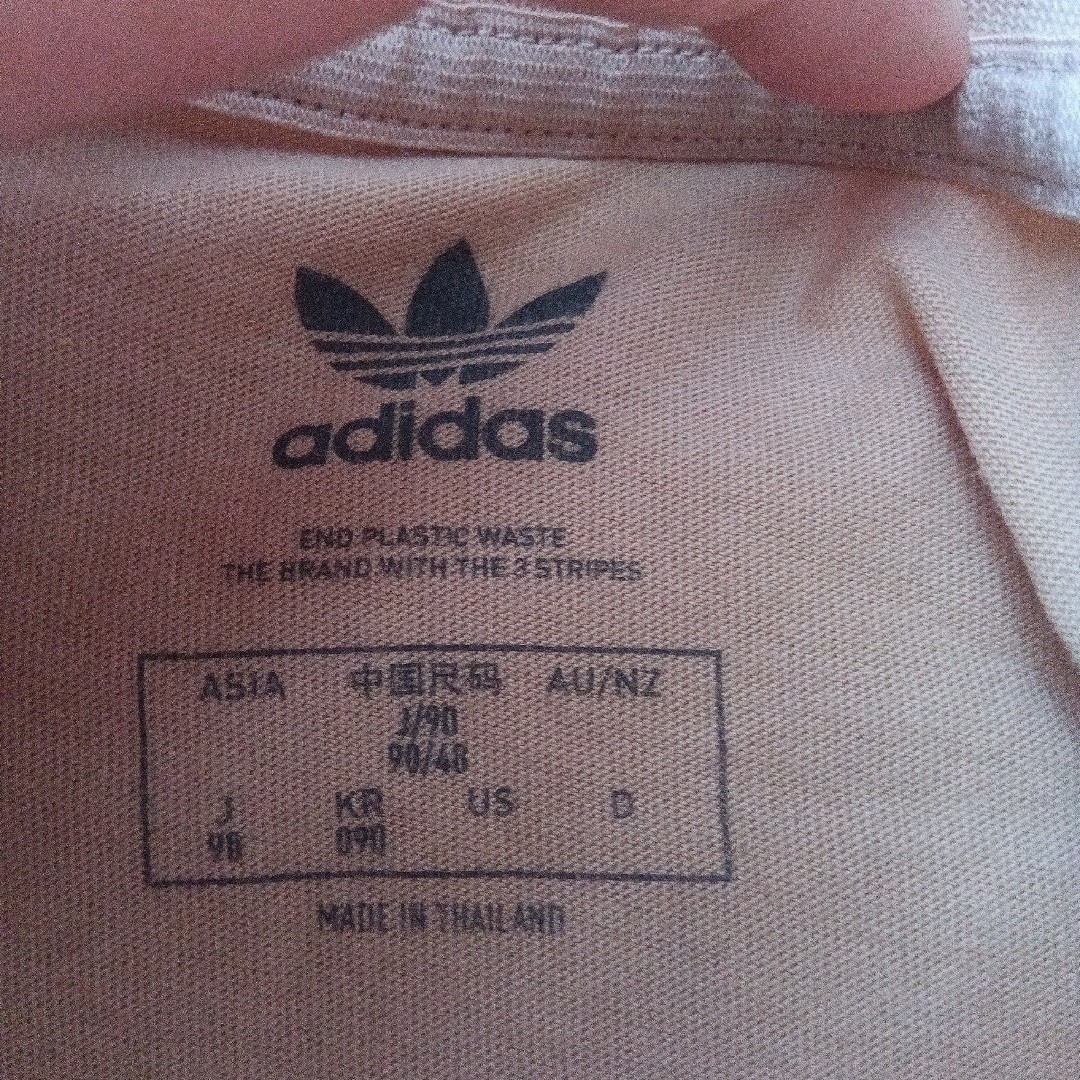 adidas
END PLASTIC WASTE
THE BRAND WITH THE 3 STRIPES
ASIA 中国尺码 AU/NZ
J/90
90/48
J KR US D
90 090
MADE IN THAILAND